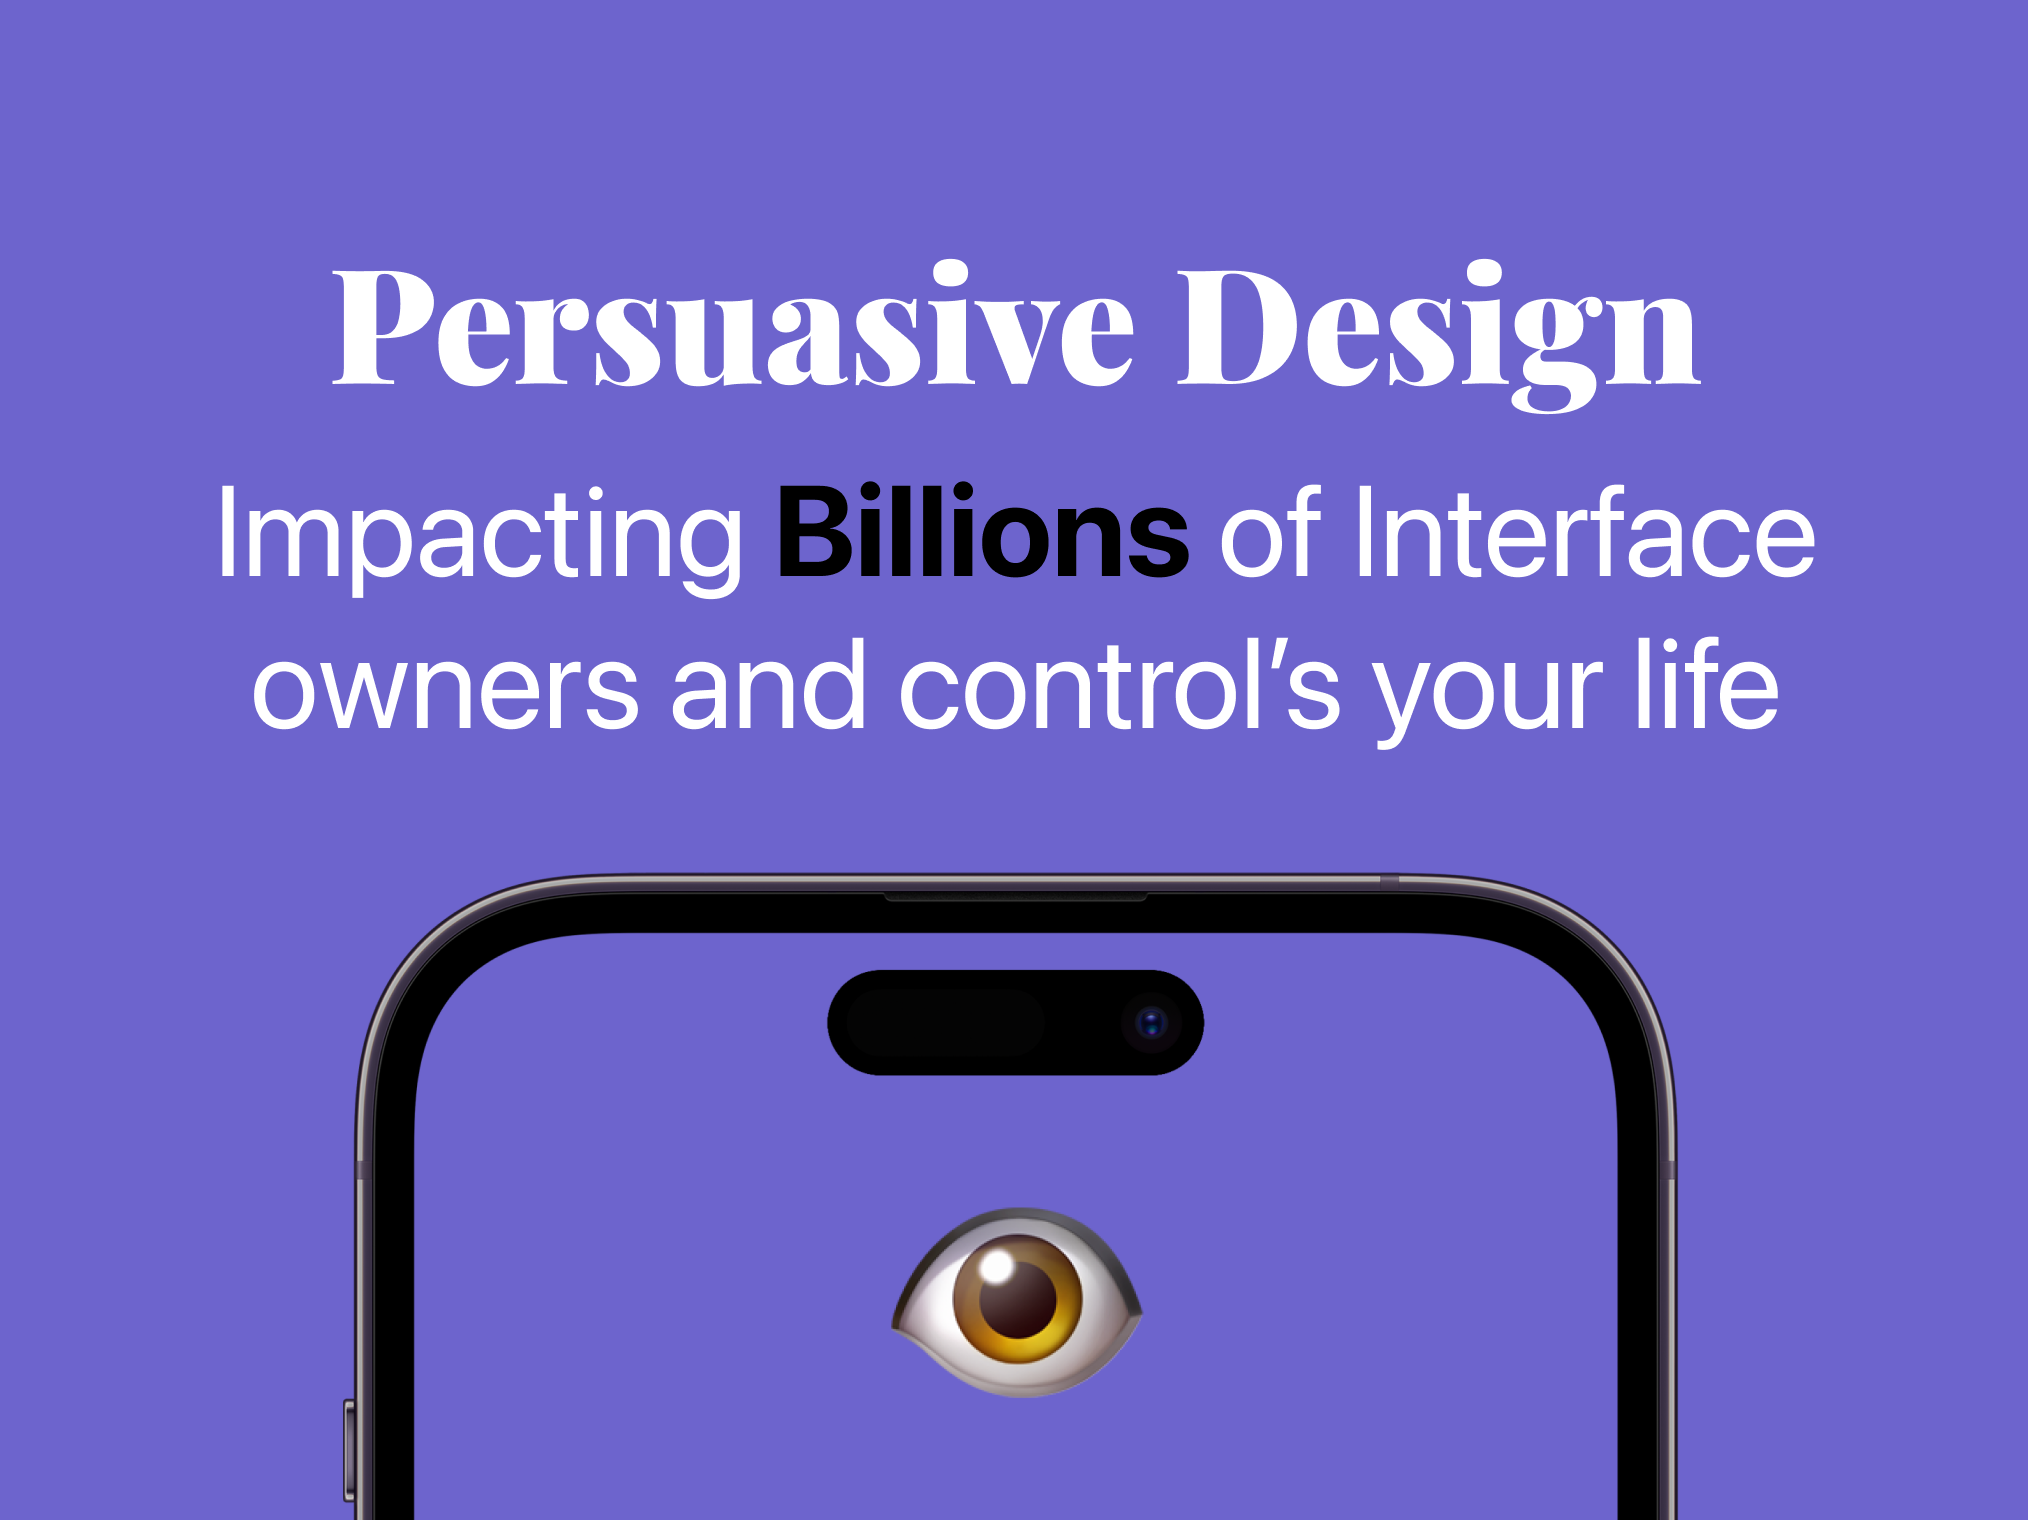 Persuasive Design
Impacting Billions of Interface
owners and control’s your life